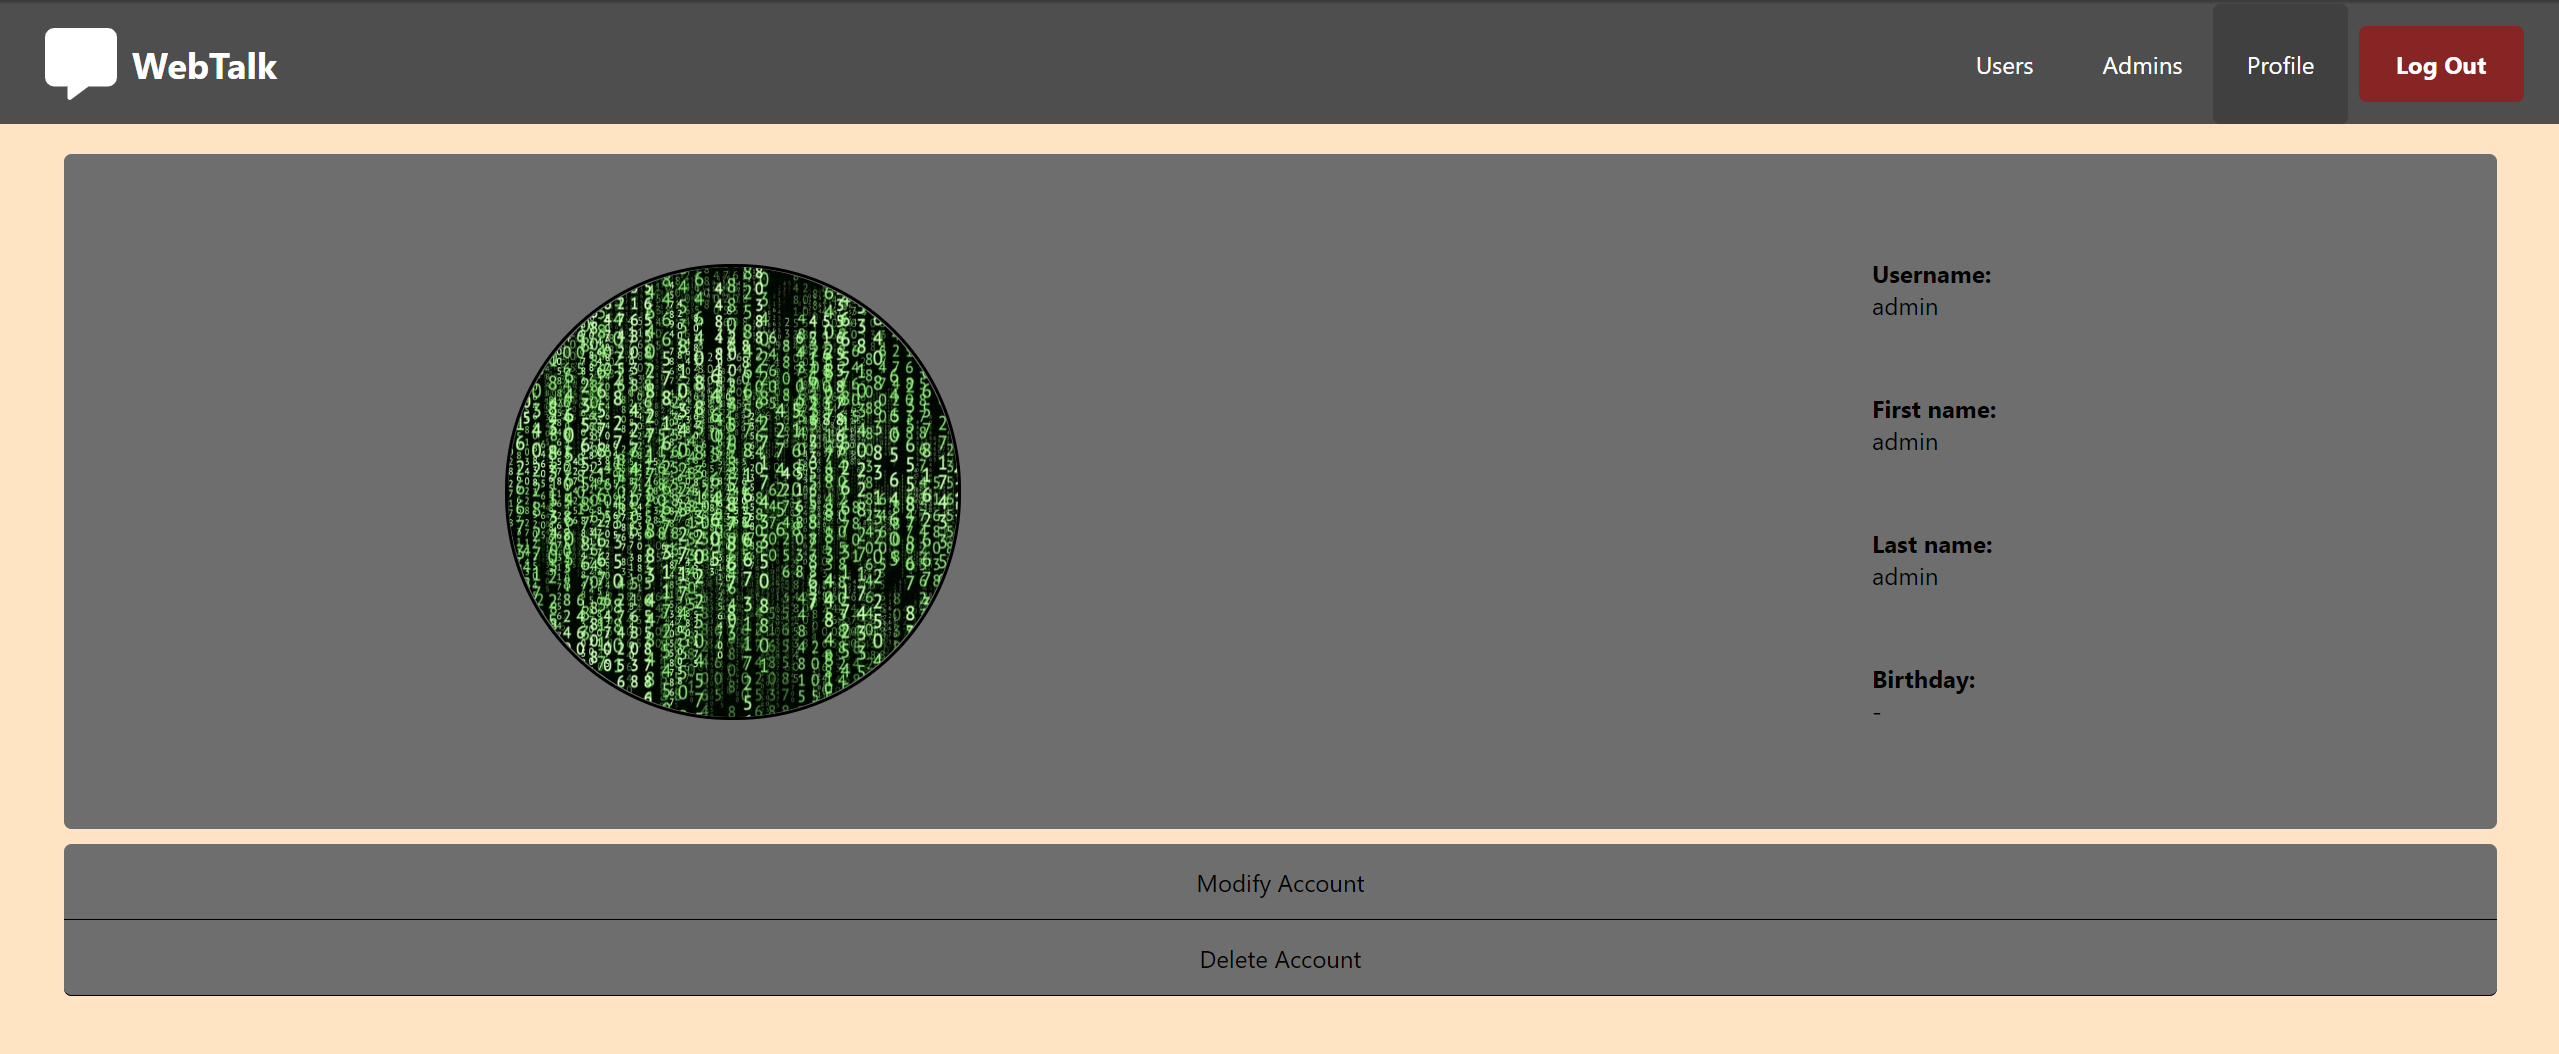 WebTalk
Users
Admins
Profile
Log Out
Username:
admin
First name:
admin
Last name:
admin
Birthday:
-
Modify Account
Delete Account